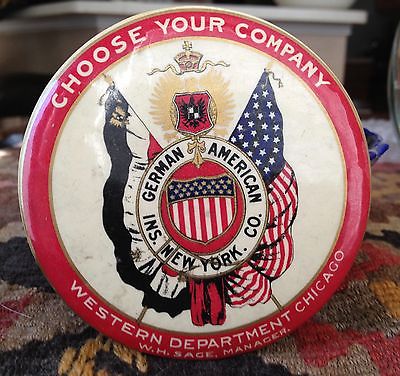 CHOOSE YOUR COMPANY
GERMAN AMERICAN
INS. NEW YORK. CO.
WESTERN DEPARTMENT CHICAGO
W.H. SAGE, MANAGER.